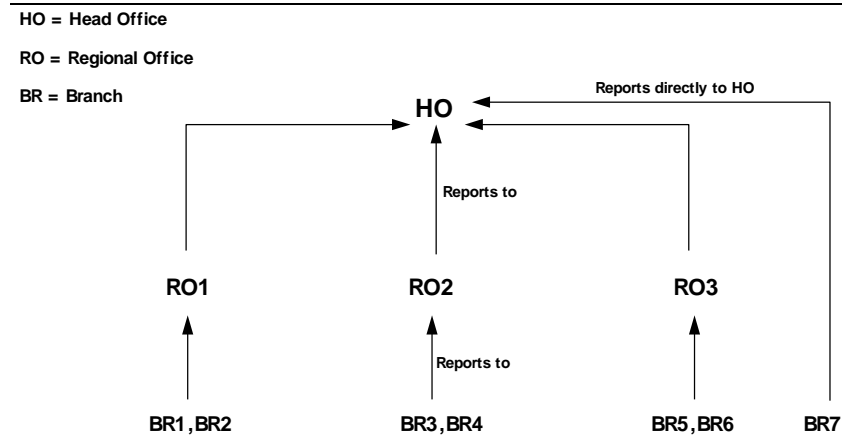 HO = Head Office
RO = Regional Office
BR = Branch
Reports directly to HO
HO
Reports to
RO1
RO2
RO3
Reports to
BR1,BR2
BR3,BR4
BR5,BR6
BR7